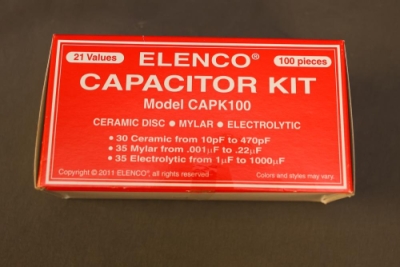 21 Values
ELENCO®
100 pieces
CAPACITOR KIT
Model CAPK100
CERAMIC DISC ● MYLAR ● ELECTROLYTIC
• 30 Ceramic from 10pF to 470pF
• 35 Mylar from .001µF to .22µF
• 35 Electrolytic from 1µF to 1000µF
Copyright © 2011 ELENCO®, all rights reserved.
Colors and styles may vary.